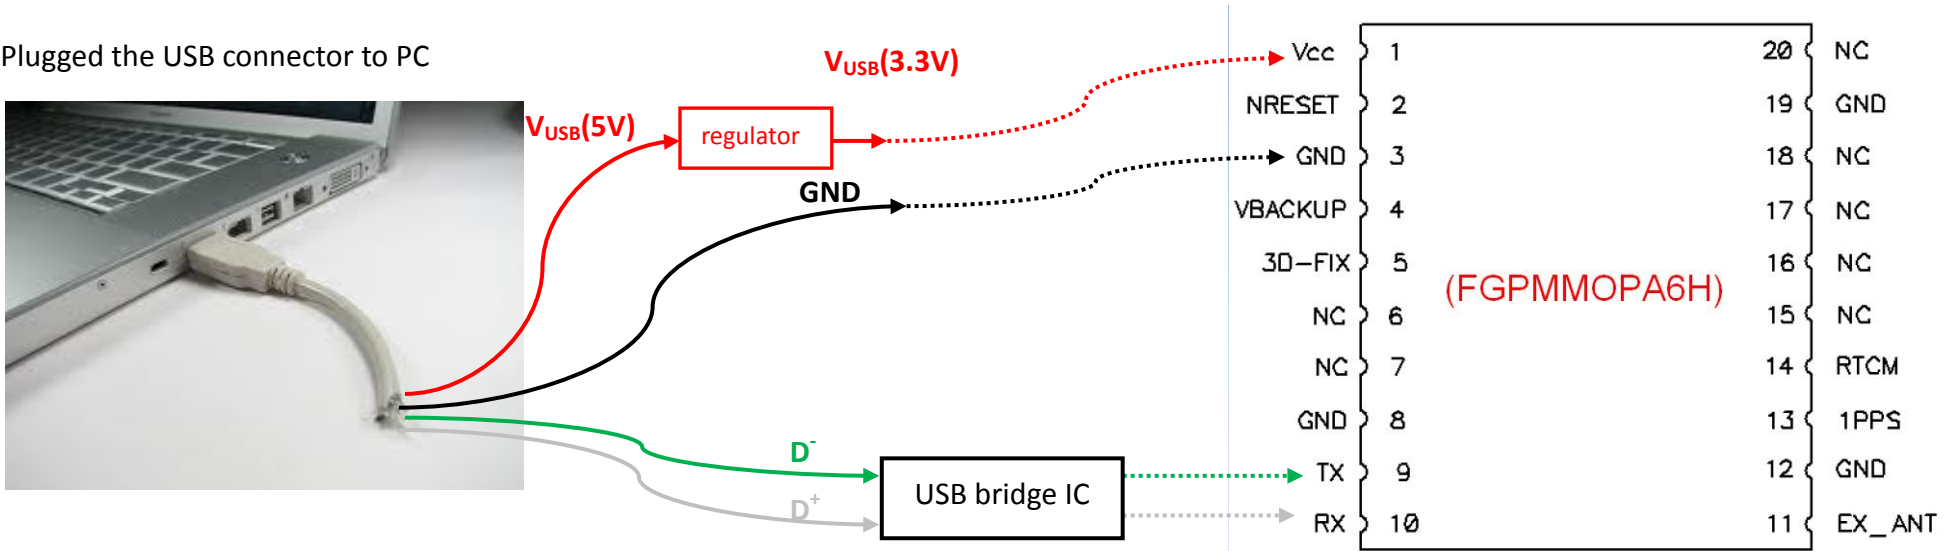 Plugged the USB connector to PC
VUSB(5V)
regulator
VUSB(3.3V)
GND
D-
D+
USB bridge IC
(FGPMMOPA6H)
Vcc 1
NRESET 2
GND 3
VBACKUP 4
3D-FIX 5
NC 6
NC 7
GND 8
TX 9
RX 10
20 NC
19 GND
18 NC
17 NC
16 NC
15 NC
14 RTCM
13 1PPS
12 GND
11 EX_ANT